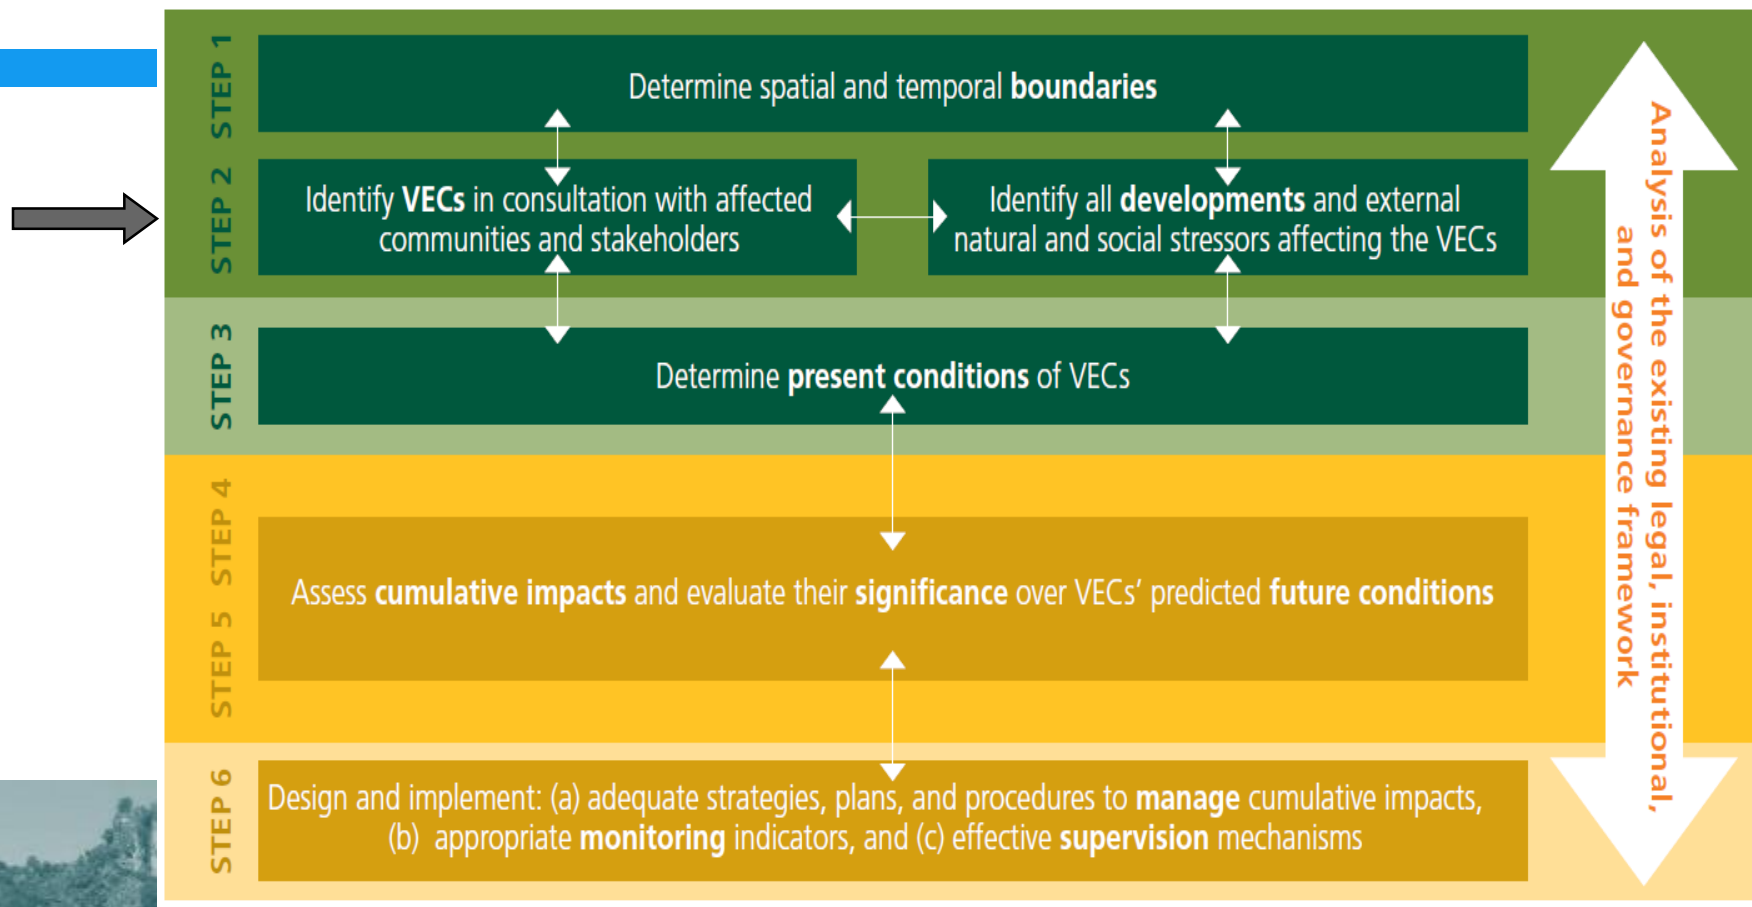 STEP 1
Determine spatial and temporal boundaries
STEP 2
Identify VECs in consultation with affected
communities and stakeholders
Identify all developments and external
natural and social stressors affecting the VECs
STEP 3
Determine present conditions of VECs
STEP 4
STEP 5
Assess cumulative impacts and evaluate their significance over VECs’ predicted future conditions
STEP 6
Design and implement: (a) adequate strategies, plans, and procedures to manage cumulative impacts,
(b) appropriate monitoring indicators, and (c) effective supervision mechanisms
Analysis of the existing legal, institutional,
and governance framework